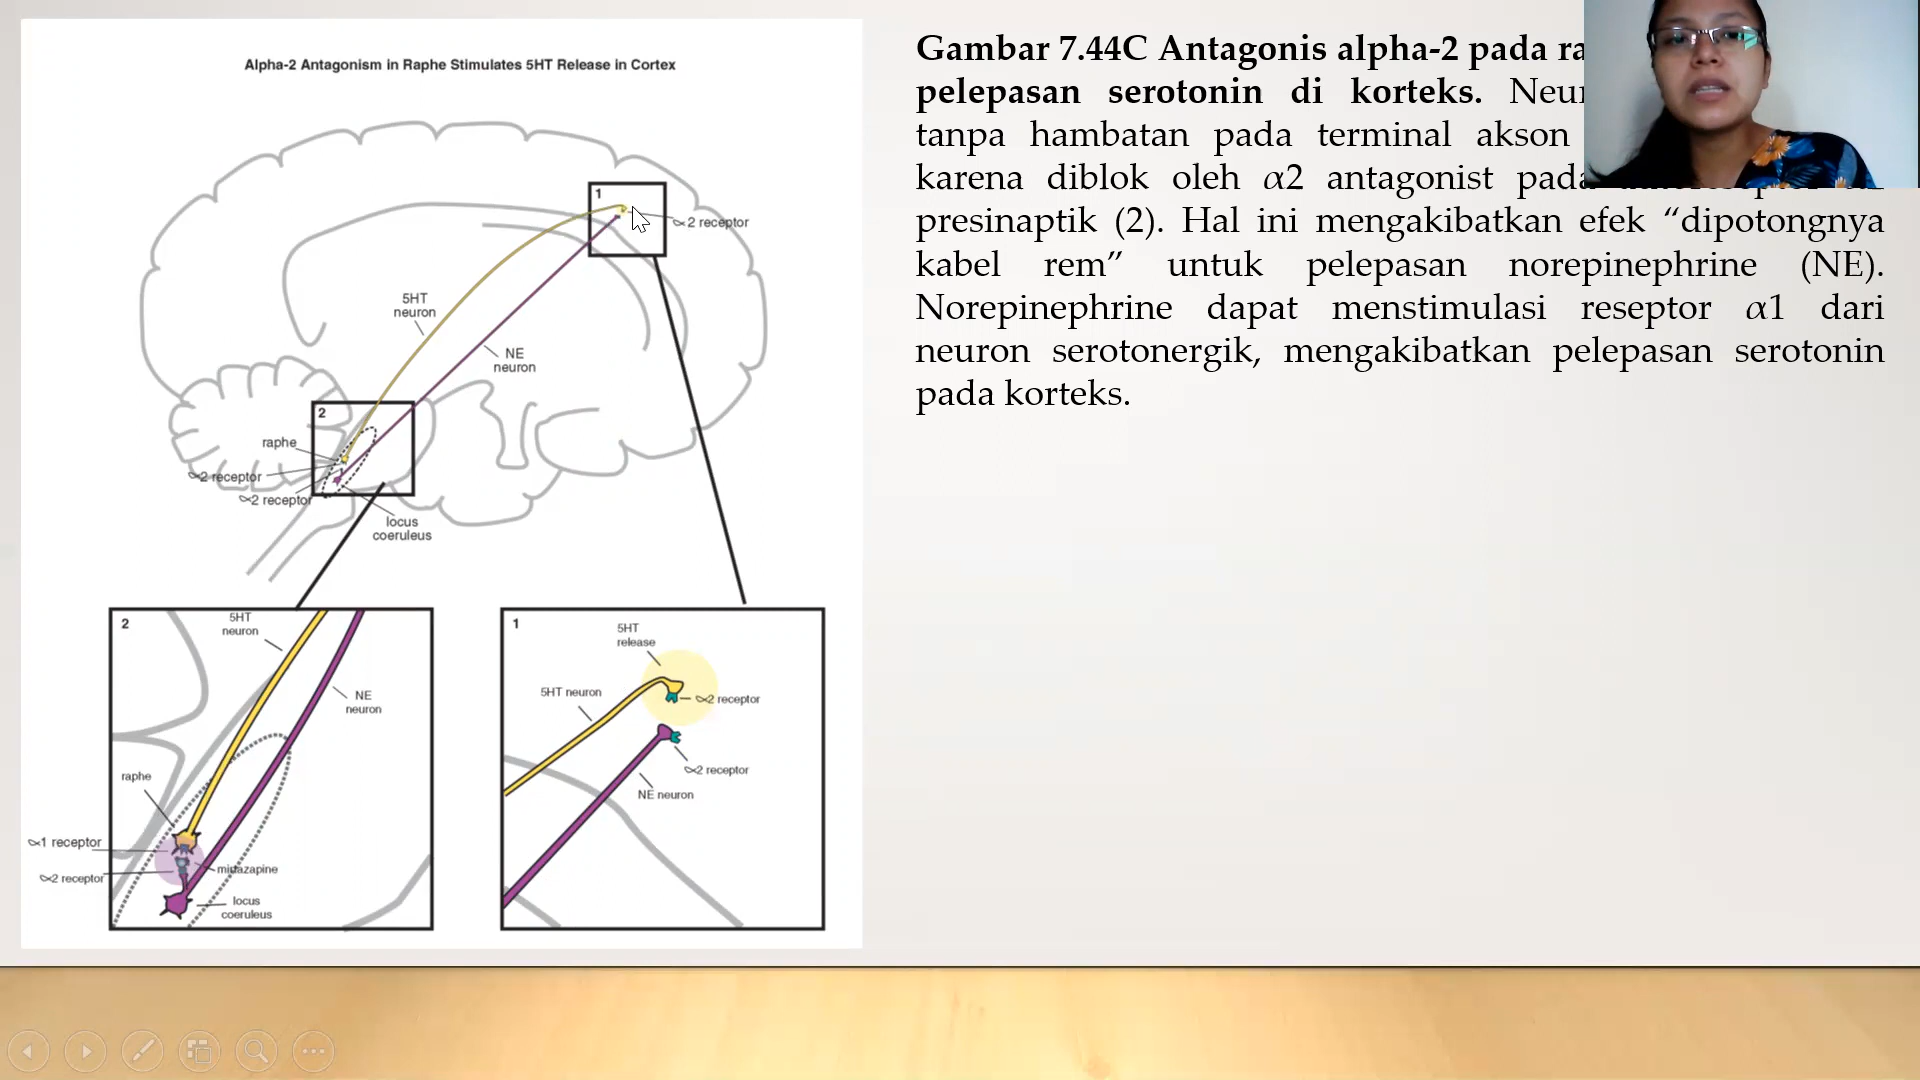 Alpha-2 Antagonism in Raphe Stimulates 5HT Release in Cortex
1
∝2 receptor
5HT
neuron
NE
neuron
2
raphe
∝2 receptor
∝2 receptor
locus
coeruleus
2
5HT
neuron
NE
neuron
raphe
∝1 receptor
∝2 receptor
mirtazapine
locus
coeruleus
1
5HT
release
5HT neuron
∝2 receptor
∝2 receptor
NE neuron
Gambar 7.44C Antagonis alpha-2 pada
pelepasan serotonin di korteks.
tanpa hambatan pada terminal akson
karena diblok oleh α2 antagonist
presinaptik (2). Hal ini mengakibatkan efek “dipotongnya
kabel rem” untuk pelepasan norepinephrine (NE).
Norepinephrine dapat menstimulasi reseptor α1 dari
neuron serotonergik, mengakibatkan pelepasan serotonin
pada korteks.